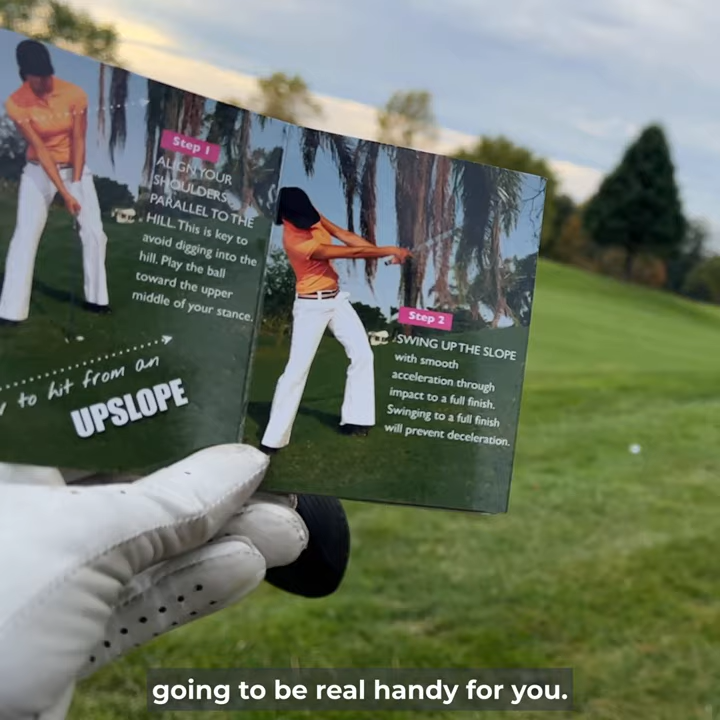 Step 1
ALIGN YOUR
SHOULDERS
PARALLEL TO THE
HILL. This is key to
avoid digging into the
hill. Play the ball
toward the upper
middle of your stance.
to hit from an
UPSLOPE
Step 2
SWING UP THE SLOPE
with smooth
acceleration through
impact to a full finish.
Swinging to a full finish
will prevent deceleration.
going to be real handy for you.